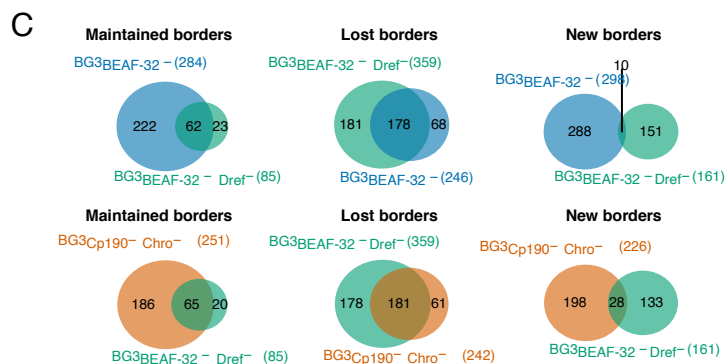 C
Maintained borders Lost borders New borders
BG3BEAF-32 –(284) BG3BEAF-32 – Dref–(359) 10
BG3BEAF-32 –(298)
222 62 23 181 178 68 288 151
BG3BEAF-32 – Dref–(85) BG3BEAF-32 –(246) BG3BEAF-32 – Dref–(161)
Maintained borders Lost borders New borders
BG3Cp190– Chro– (251) BG3BEAF-32 – Dref–(359) BG3Cp190– Chro– (226)
186 65 20 178 181 61 198 28 133
BG3BEAF-32 – Dref–(85) BG3Cp190– Chro– (242) BG3BEAF-32 – Dref–(161)